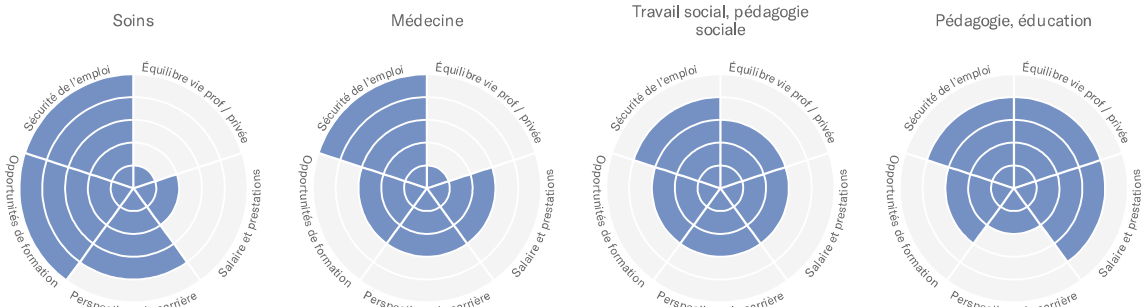 Soins
Sécurité de l'emploi
Équilibre vie prof / privée
Salaire et prestations
Opportunités de formation
Médecine
Sécurité de l'emploi
Équilibre vie prof / privée
Salaire et prestations
Opportunités de formation
Travail social, pédagogie
sociale
Sécurité de l'emploi
Équilibre vie prof / privée
Salaire et prestations
Opportunités de formation
Pédagogie, éducation
Sécurité de l'emploi
Équilibre vie prof / privée
Salaire et prestations
Opportunités de formation